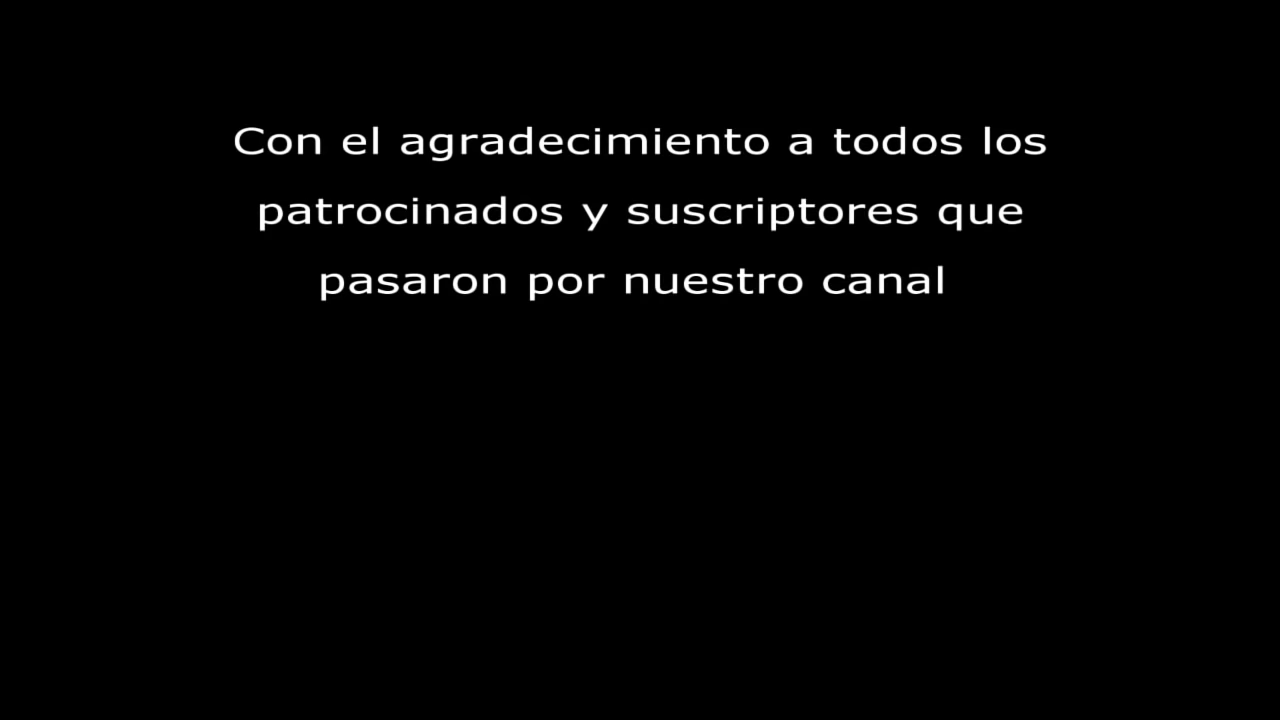 Con el agradecimiento a todos los
patrocinados y suscriptores que
pasaron por nuestro canal